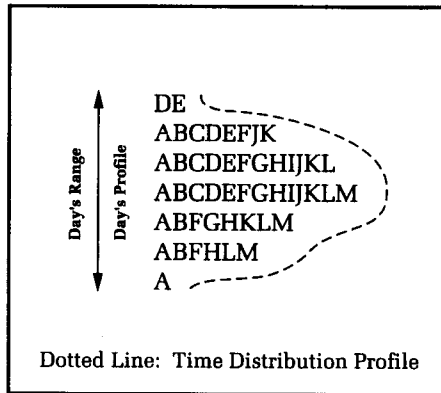 Day's Range
Day's Profile
DE
ABCDEFJK
ABCDEFGHIJKL
ABCDEFGHIJKLM
ABFGHKLM
ABFHLM
A
Dotted Line: Time Distribution Profile